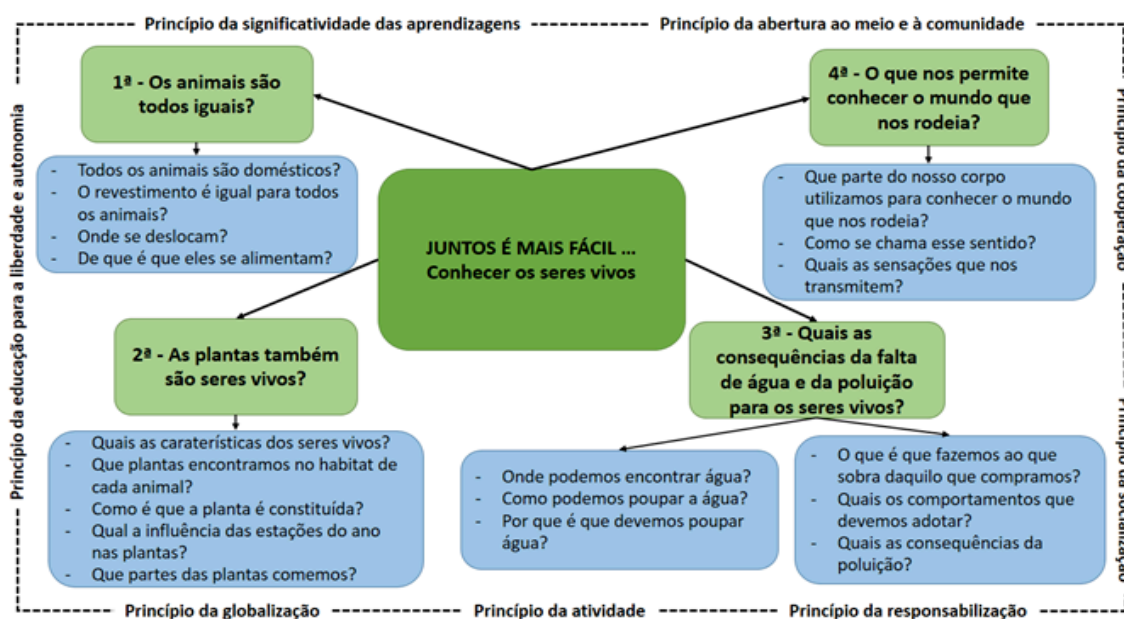 Princípio da significatividade das aprendizagens
Princípio da abertura ao meio e à comunidade
Princípio da educação para a liberdade e autonomia
1ª - Os animais são
todos iguais?
- Todos os animais são domésticos?
- O revestimento é igual para todos
os animais?
- Onde se deslocam?
- De que é que eles se alimentam?
4ª - O que nos permite
conhecer o mundo que
nos rodeia?
- Que parte do nosso corpo
utilizamos para conhecer o mundo
que nos rodeia?
- Como se chama esse sentido?
- Quais as sensações que nos
transmitem?
JUNTOS É MAIS FÁCIL ...
Conhecer os seres vivos
2ª - As plantas também
são seres vivos?
- Quais as caraterísticas dos seres vivos?
- Que plantas encontramos no habitat de
cada animal?
- Como é que a planta é constituída?
- Qual a influência das estações do ano
nas plantas?
- Que partes das plantas comemos?
3ª - Quais as
consequências da falta
de água e da poluição
para os seres vivos?
- Onde podemos encontrar água?
- Como podemos poupar a água?
- Por que é que devemos poupar
água?
- O que é que fazemos ao que
sobra daquilo que compramos?
- Quais os comportamentos que
devemos adotar?
- Quais as consequências da
poluição?
Princípio da cooperação
Princípio da socialização
Princípio da globalização
Princípio da atividade
Princípio da responsabilização